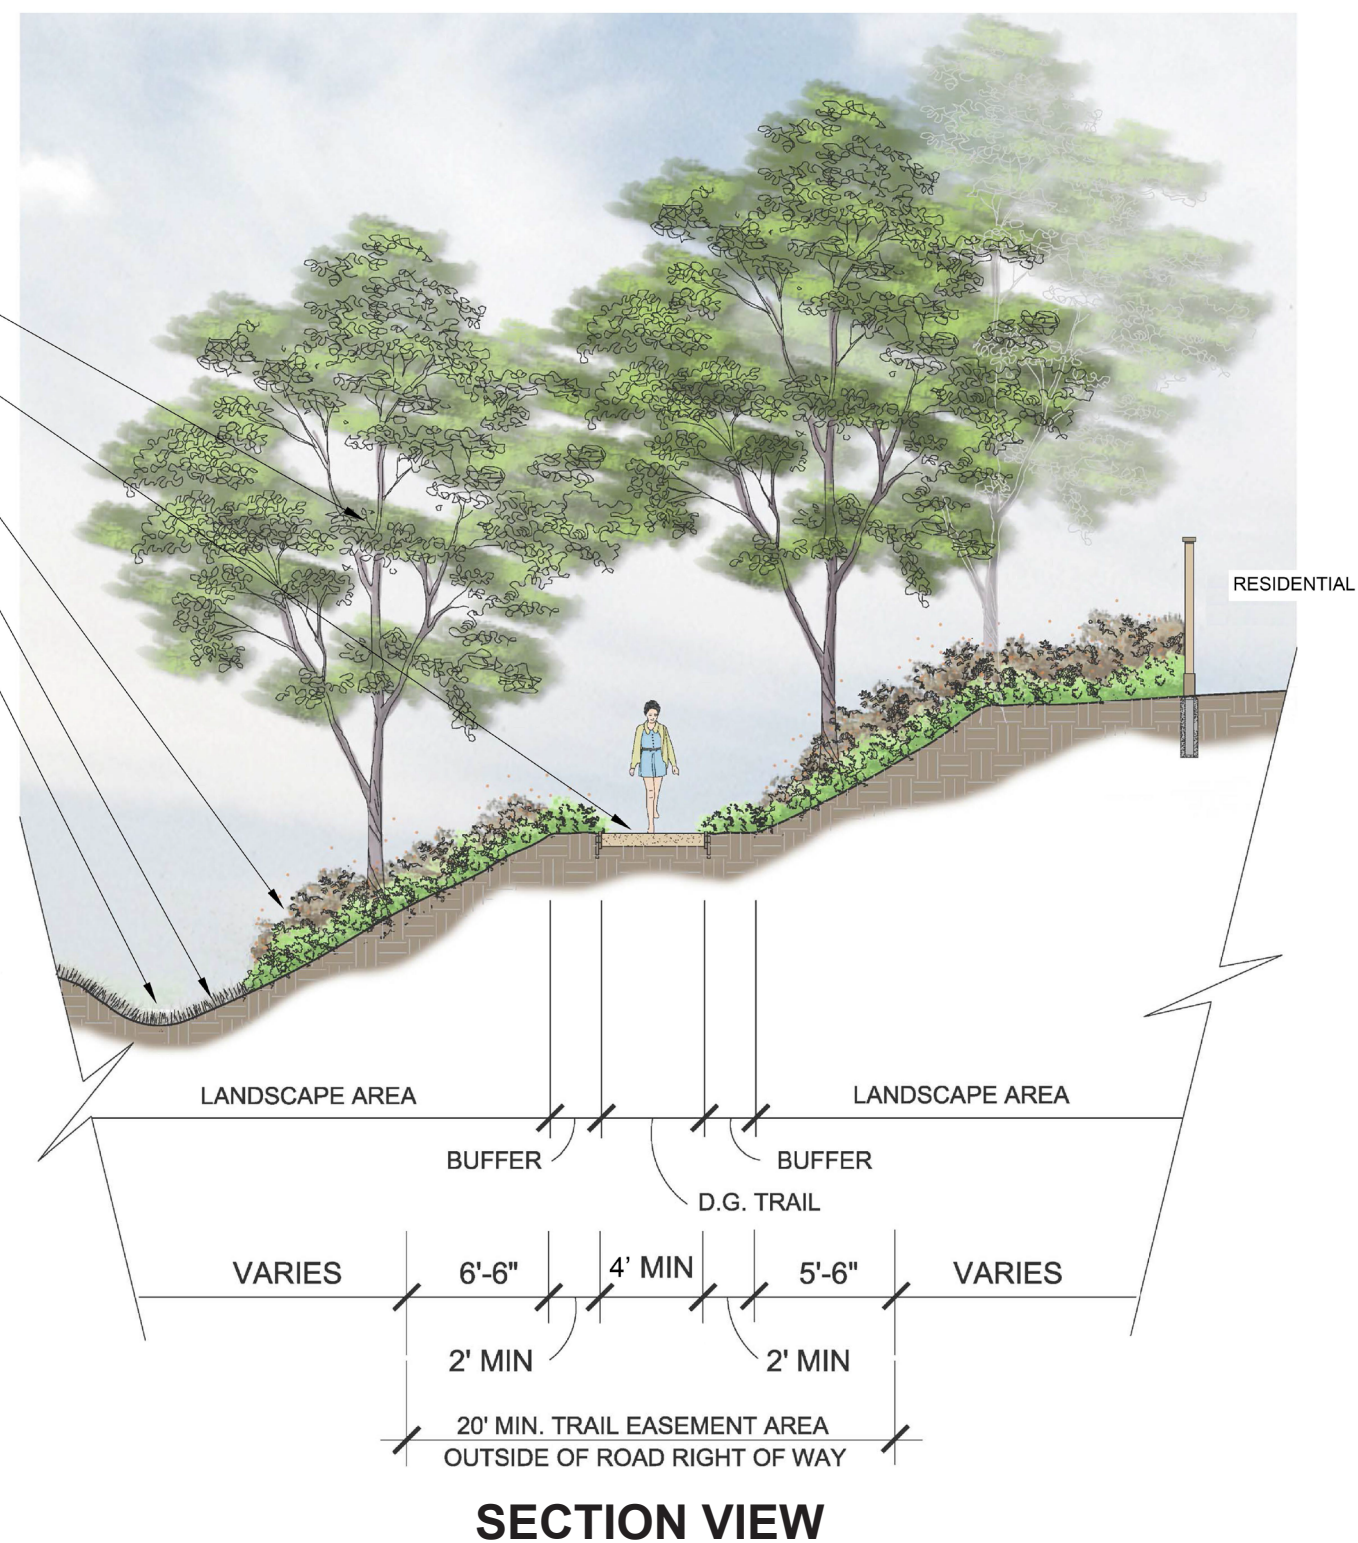 RESIDENTIAL
LANDSCAPE AREA
LANDSCAPE AREA
BUFFER
BUFFER
D.G. TRAIL
VARIES
6'-6"
4' MIN
5'-6"
VARIES
2' MIN
2' MIN
20' MIN. TRAIL EASEMENT AREA
OUTSIDE OF ROAD RIGHT OF WAY
SECTION VIEW